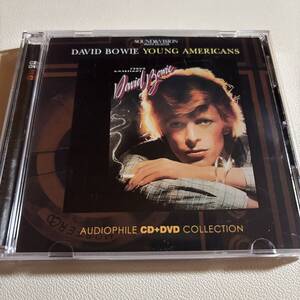 SOUND+VISION
DAVID BOWIE YOUNG AMERICANS
David Bowie
AUDIOPHILE CD+DVD COLLECTION